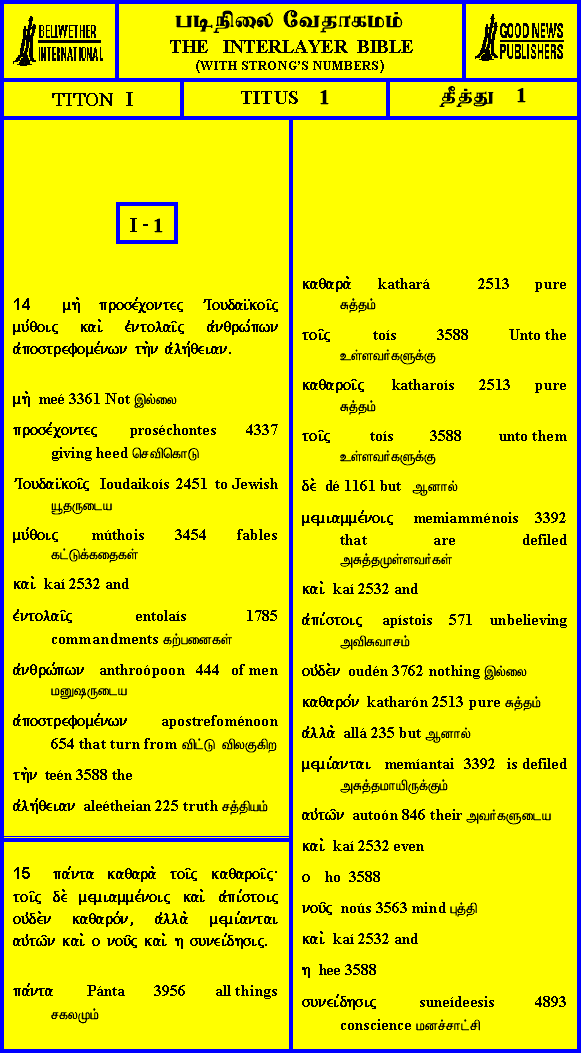 BELLWETHER
INTERNATIONAL
படிநிலை வேதாகமம்
THE INTERLAYER BIBLE
(WITH STRONG'S NUMBERS)
GOOD NEWS
PUBLISHERS
TITON I
TITUS 1
தீத்து 1
I - 1
14 μὴ προσέχοντες Ἰουδαϊκοῖς
μύθοις καὶ ἐντολαῖς ἀνθρώπων
ἀποστρεφομένων τὴν ἀλήθειαν.
μὴ meé 3361 Not இல்லை
προσέχοντες proséchontes 4337
giving heed செவிகொடு
Ἰουδαϊκοῖς Ioudaikoís 2451 to Jewish
யூதருடைய
μύθοις múthois 3454 fables
கட்டுக்கதைகள்
καὶ kaí 2532 and
ἐντολαῖς entolaís 1785
commandments கற்பனைகள்
ἀνθρώπων anthroópoon 444 of men
மனுஷருடைய
ἀποστρεφομένων apostrefoménoon
654 that turn from விட்டு விலகுகிற
τὴν teén 3588 the
ἀλήθειαν aleétheian 225 truth சத்தியம்
15 πάντα καθαρὰ τοῖς καθαροῖς·
τοῖς δὲ μεμιαμμένοις καὶ ἀπίστοις
οὐδὲν καθαρόν, ἀλλὰ μεμίανται
αὐτῶν καὶ ο νοῦς καὶ η συνείδησις.
πάντα Pánta 3956 all things
சகலமும்
καθαρὰ kathará 2513 pure
சுத்தம்
τοῖς toís 3588 Unto the
உள்ளவர்களுக்கு
καθαροῖς katharoís 2513 pure
சுத்தம்
τοῖς toís 3588 unto them
உள்ளவர்களுக்கு
δὲ dé 1161 but ஆனால்
μεμιαμμένοις memiamménois 3392
that are defiled
அசுத்தமுள்ளவர்கள்
καὶ kaí 2532 and
ἀπίστοις apístois 571 unbelieving
அவிசுவாசம்
οὐδὲν oudén 3762 nothing இல்லை
καθαρόν katharón 2513 pure சுத்தம்
ἀλλὰ allá 235 but ஆனால்
μεμίανται memíantai 3392 is defiled
அசுத்தமாயிருக்கும்
αὐτῶν autoón 846 their அவர்களுடைய
καὶ kaí 2532 even
ο ho 3588
νοῦς noús 3563 mind புத்தி
καὶ kaí 2532 and
η hee 3588
συνείδησις suneídeesis 4893
conscience மனச்சாட்சி